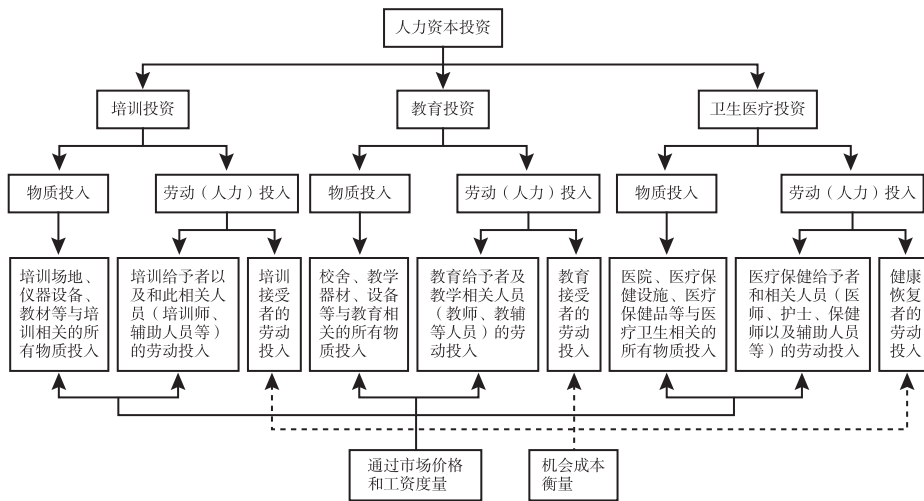 人力资本投资
培训投资
教育投资
卫生医疗投资
物质投入
劳动（人力）投入
物质投入
劳动（人力）投入
物质投入
劳动（人力）投入
培训场地、
仪器设备、
教材等与
培训相关的所
有物质投入
培训给予者以
及和此相关人
员（培训师、
辅助人员等）
的劳动投入
培训
接受
者的
劳动
投入
校舍、教学
器材、设备
等与教育相
关的所有物
质投入
教育给予者及
教学相关人员
（教师、教辅
等人员）的劳
动投入
教育
接受
者的
劳动
投入
医院、医疗保
健设施、医疗
保健品等与医
疗卫生相关的
所有物质投入
医疗保健给予者
和相关人员（医
师、护士、保健
师以及辅助人员
等）的劳动投入
健康
恢复
者的
劳动
投入
通过市场价格
和工资度量
机会成本
衡量